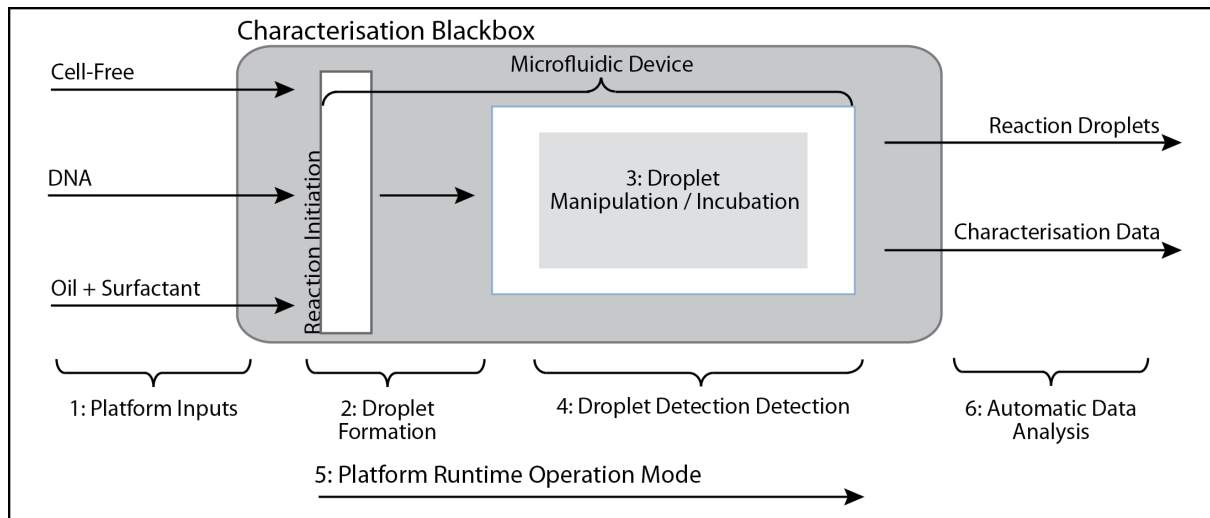 Characterisation Blackbox
Microfluidic Device
Cell-Free
DNA
Oil + Surfactant
Reaction Initiation
3: Droplet
Manipulation / Incubation
Reaction Droplets
Characterisation Data
1: Platform Inputs
2: Droplet
Formation
4: Droplet Detection Detection
6: Automatic Data
Analysis
5: Platform Runtime Operation Mode